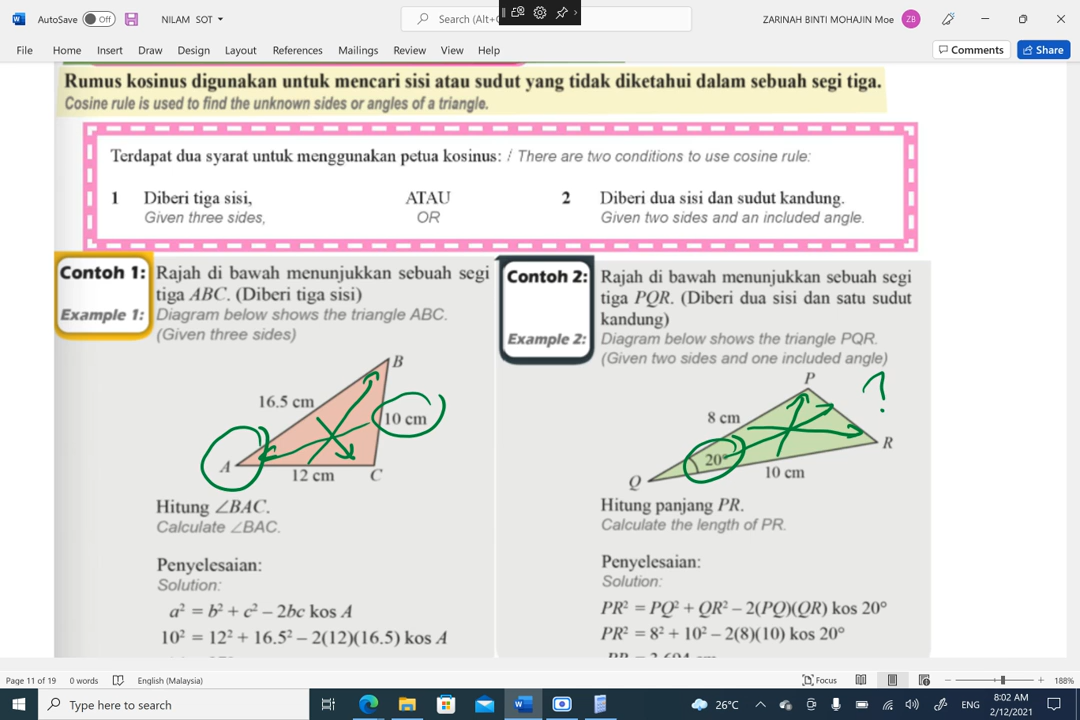 AutoSave Off NILAM SOT Search (Alt+ ZARINAH BINTI MOHAJIN Moe ZB
File Home Insert Draw Design Layout References Mailings Review View Help Comments Share
Rumus kosinus digunakan untuk mencari sisi atau sudut yang tidak diketahui dalam sebuah segi tiga.
Cosine rule is used to find the unknown sides or angles of a triangle.
Terdapat dua syarat untuk menggunakan petua kosinus: / There are two conditions to use cosine rule:
1 Diberi tiga sisi, ATAU 2 Diberi dua sisi dan sudut kandung.
Given three sides, OR Given two sides and an included angle.
Contoh 1: Rajah di bawah menunjukkan sebuah segi
tiga ABC. (Diberi tiga sisi)
Example 1: Diagram below shows the triangle ABC.
(Given three sides)
B
16.5 cm
10 cm
A
12 cm C
Hitung ∠BAC.
Calculate ∠BAC.
Penyelesaian:
Solution:
a² = b² + c² – 2bc kos A
10² = 12² + 16.5² – 2(12)(16.5) kos A
Contoh 2: Rajah di bawah menunjukkan sebuah segi
tiga PQR. (Diberi dua sisi dan satu sudut
kandung)
Example 2: Diagram below shows the triangle PQR.
(Given two sides and one included angle)
P ?
8 cm
R
20°
10 cm
Q
Hitung panjang PR.
Calculate the length of PR.
Penyelesaian:
Solution:
PR² = PQ² + QR² – 2(PQ)(QR) kos 20°
PR² = 8² + 10² – 2(8)(10) kos 20°
Page 11 of 19 0 words English (Malaysia) Focus 188%
Type here to search 26°C ENG 8:02 AM
2/12/2021